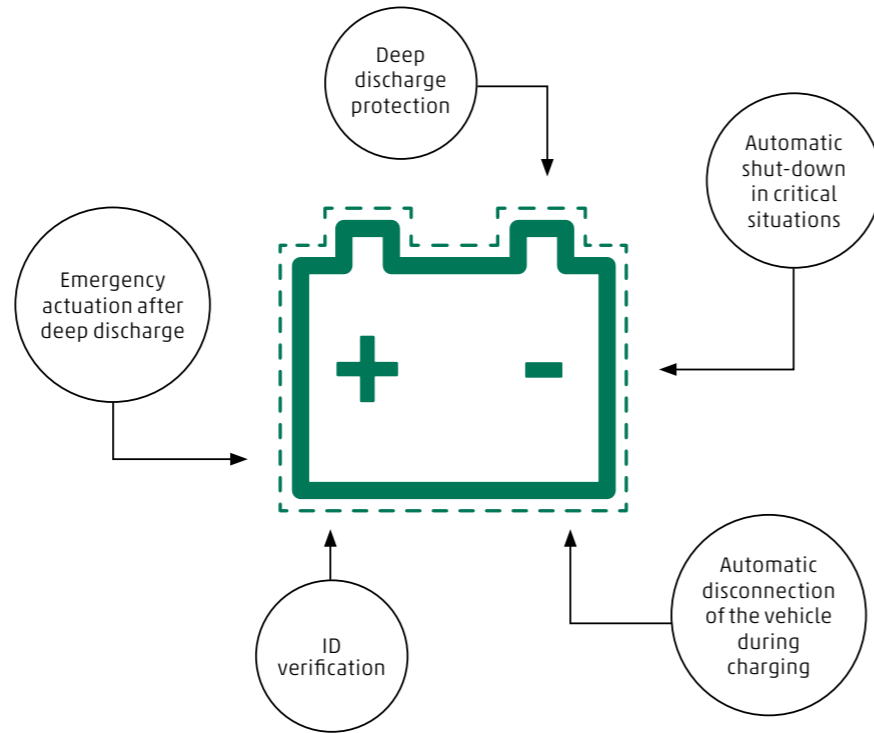 Deep
discharge
protection
Automatic
shut-down
in critical
situations
Emergency
actuation after
deep discharge
+
-
ID
verification
Automatic
disconnection
of the vehicle
during
charging